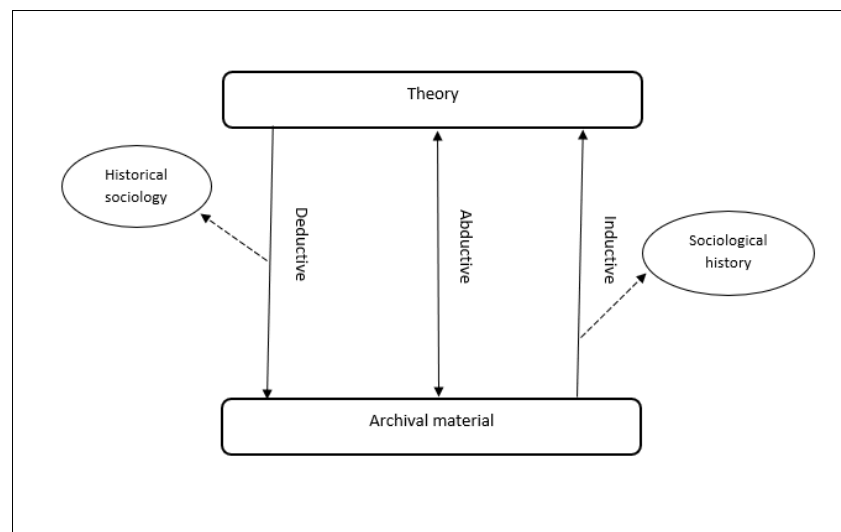 Theory
Historical
sociology
Deductive
Abductive
Inductive
Sociological
history
Archival material